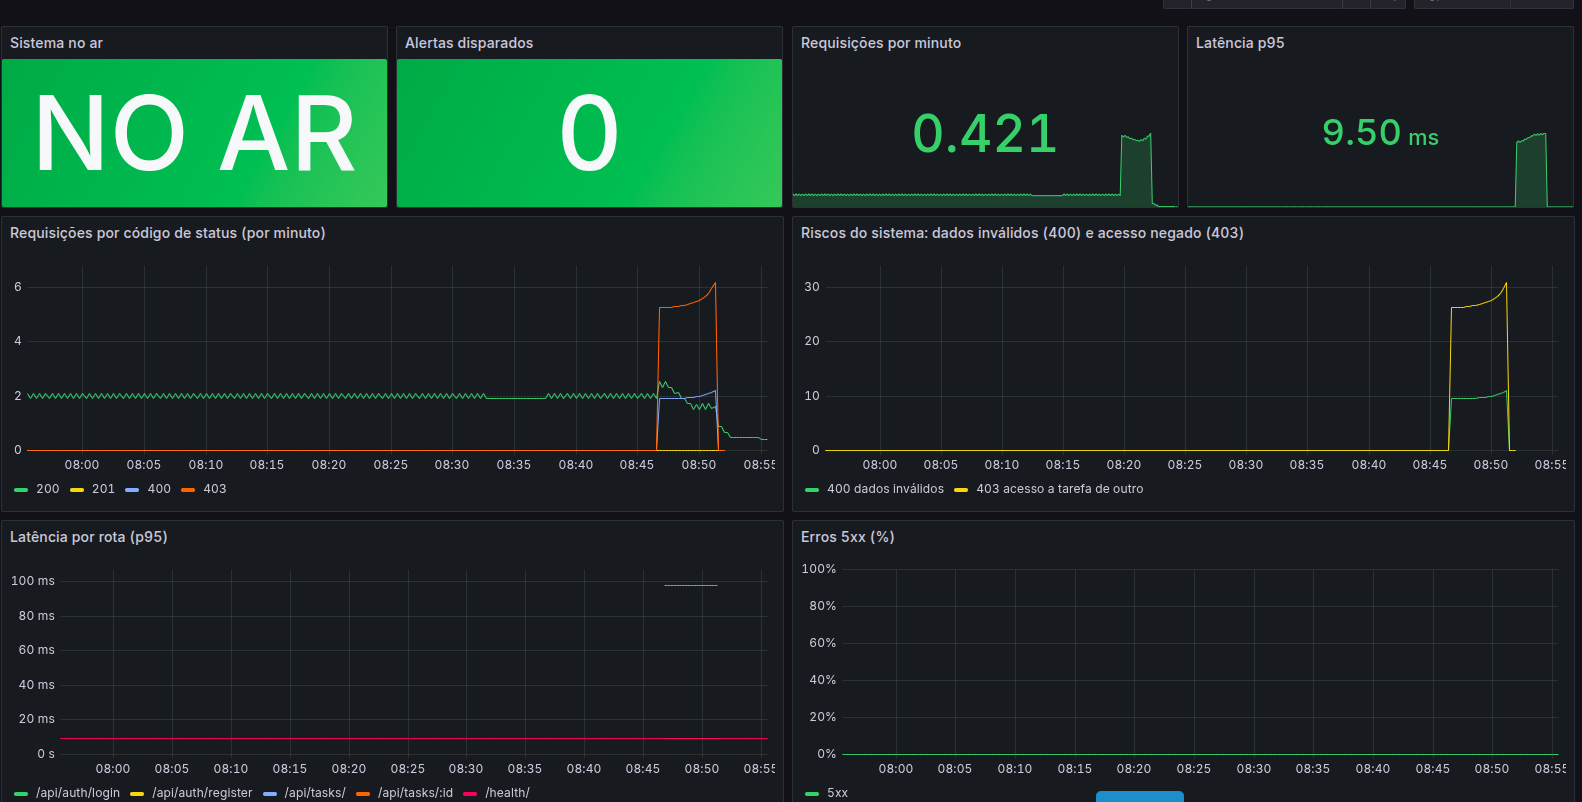 Sistema no ar
NO AR
Alertas disparados
0
Requisições por minuto
0.421
Latência p95
9.50 ms
Requisições por código de status (por minuto)
6
4
2
0
08:00 08:05 08:10 08:15 08:20 08:25 08:30 08:35 08:40 08:45 08:50 08:55
200 201 400 403
Riscos do sistema: dados inválidos (400) e acesso negado (403)
30
20
10
0
08:00 08:05 08:10 08:15 08:20 08:25 08:30 08:35 08:40 08:45 08:50 08:55
400 dados inválidos 403 acesso a tarefa de outro
Latência por rota (p95)
100 ms
80 ms
60 ms
40 ms
20 ms
0 s
08:00 08:05 08:10 08:15 08:20 08:25 08:30 08:35 08:40 08:45 08:50 08:55
/api/auth/login /api/auth/register /api/tasks/ /api/tasks/:id /health/
Erros 5xx (%)
100%
80%
60%
40%
20%
0%
08:00 08:05 08:10 08:15 08:20 08:25 08:30 08:35 08:40 08:45 08:50 08:55
5xx